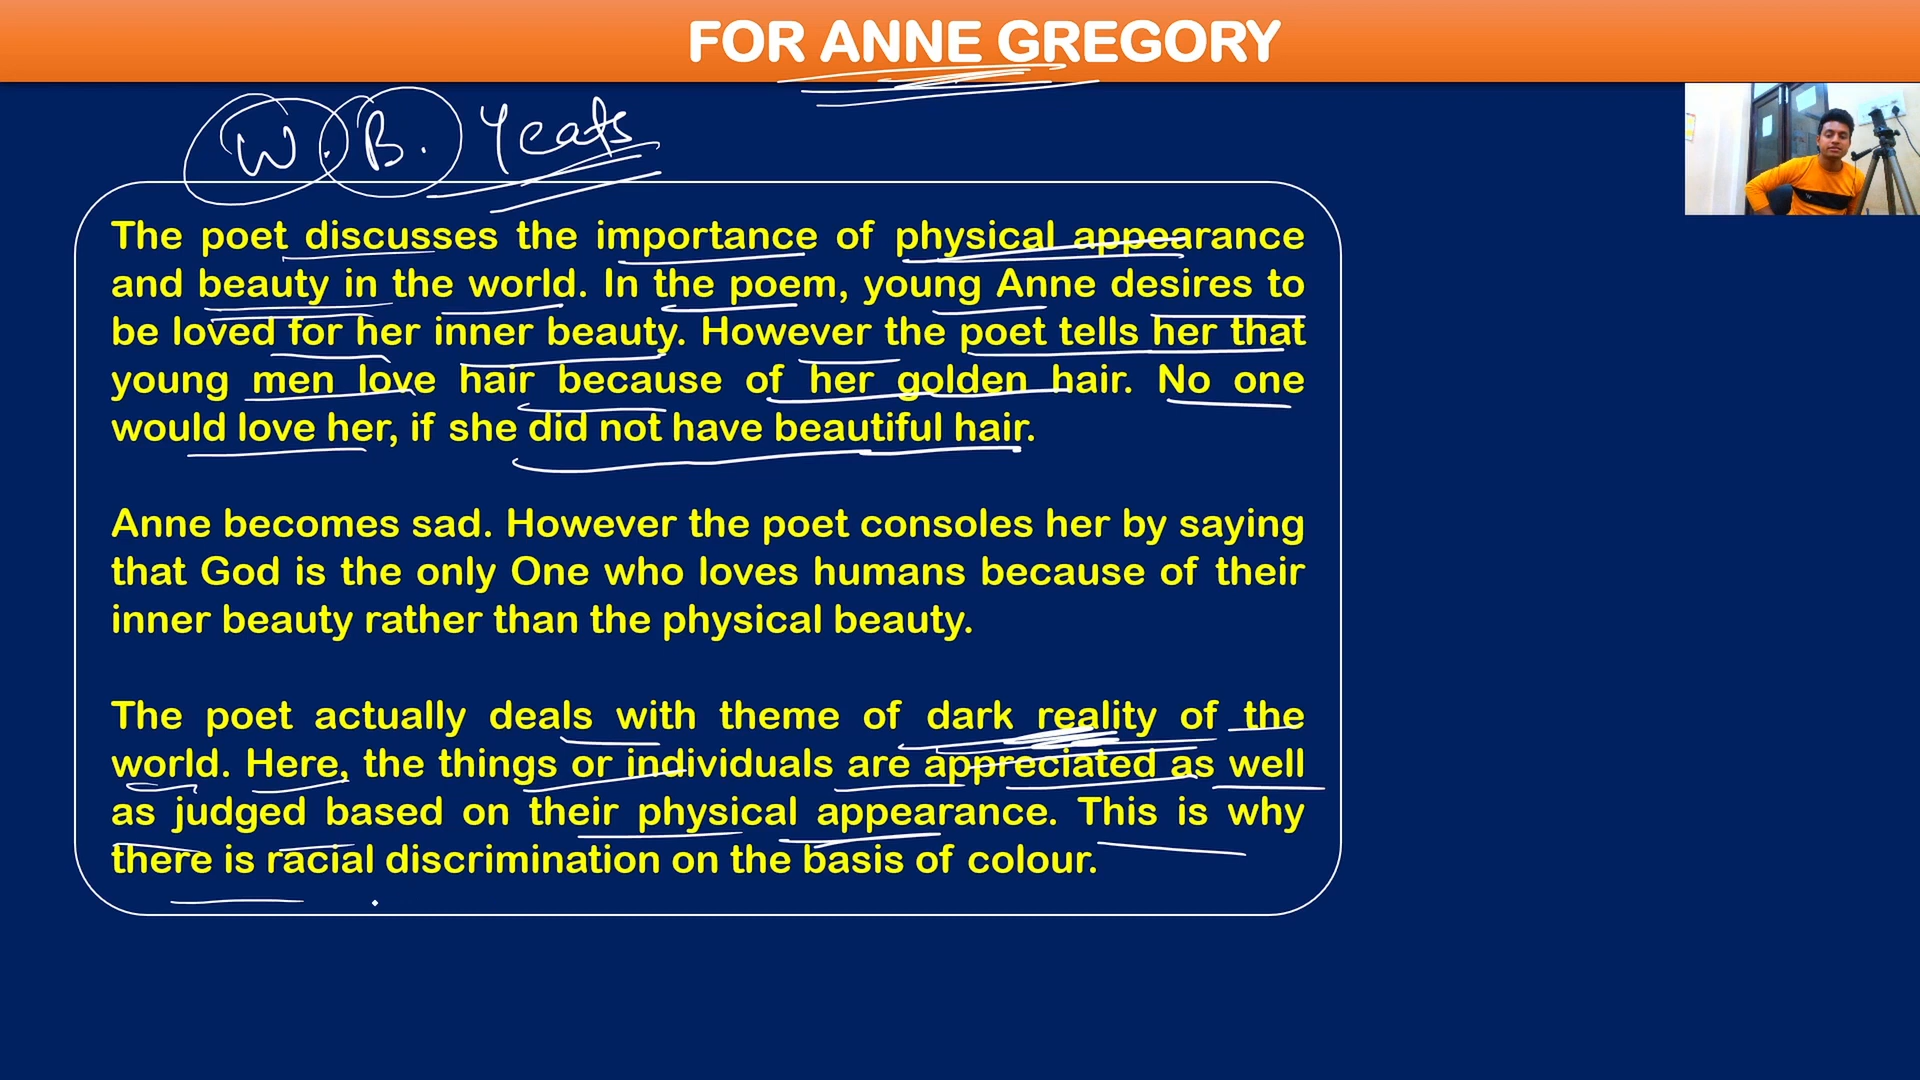 FOR ANNE GREGORY
W. B. Yeats
The poet discusses the importance of physical appearance
and beauty in the world. In the poem, young Anne desires to
be loved for her inner beauty. However the poet tells her that
young men love hair because of her golden hair. No one
would love her, if she did not have beautiful hair.
Anne becomes sad. However the poet consoles her by saying
that God is the only One who loves humans because of their
inner beauty rather than the physical beauty.
The poet actually deals with theme of dark reality of the
world. Here, the things or individuals are appreciated as well
as judged based on their physical appearance. This is why
there is racial discrimination on the basis of colour.